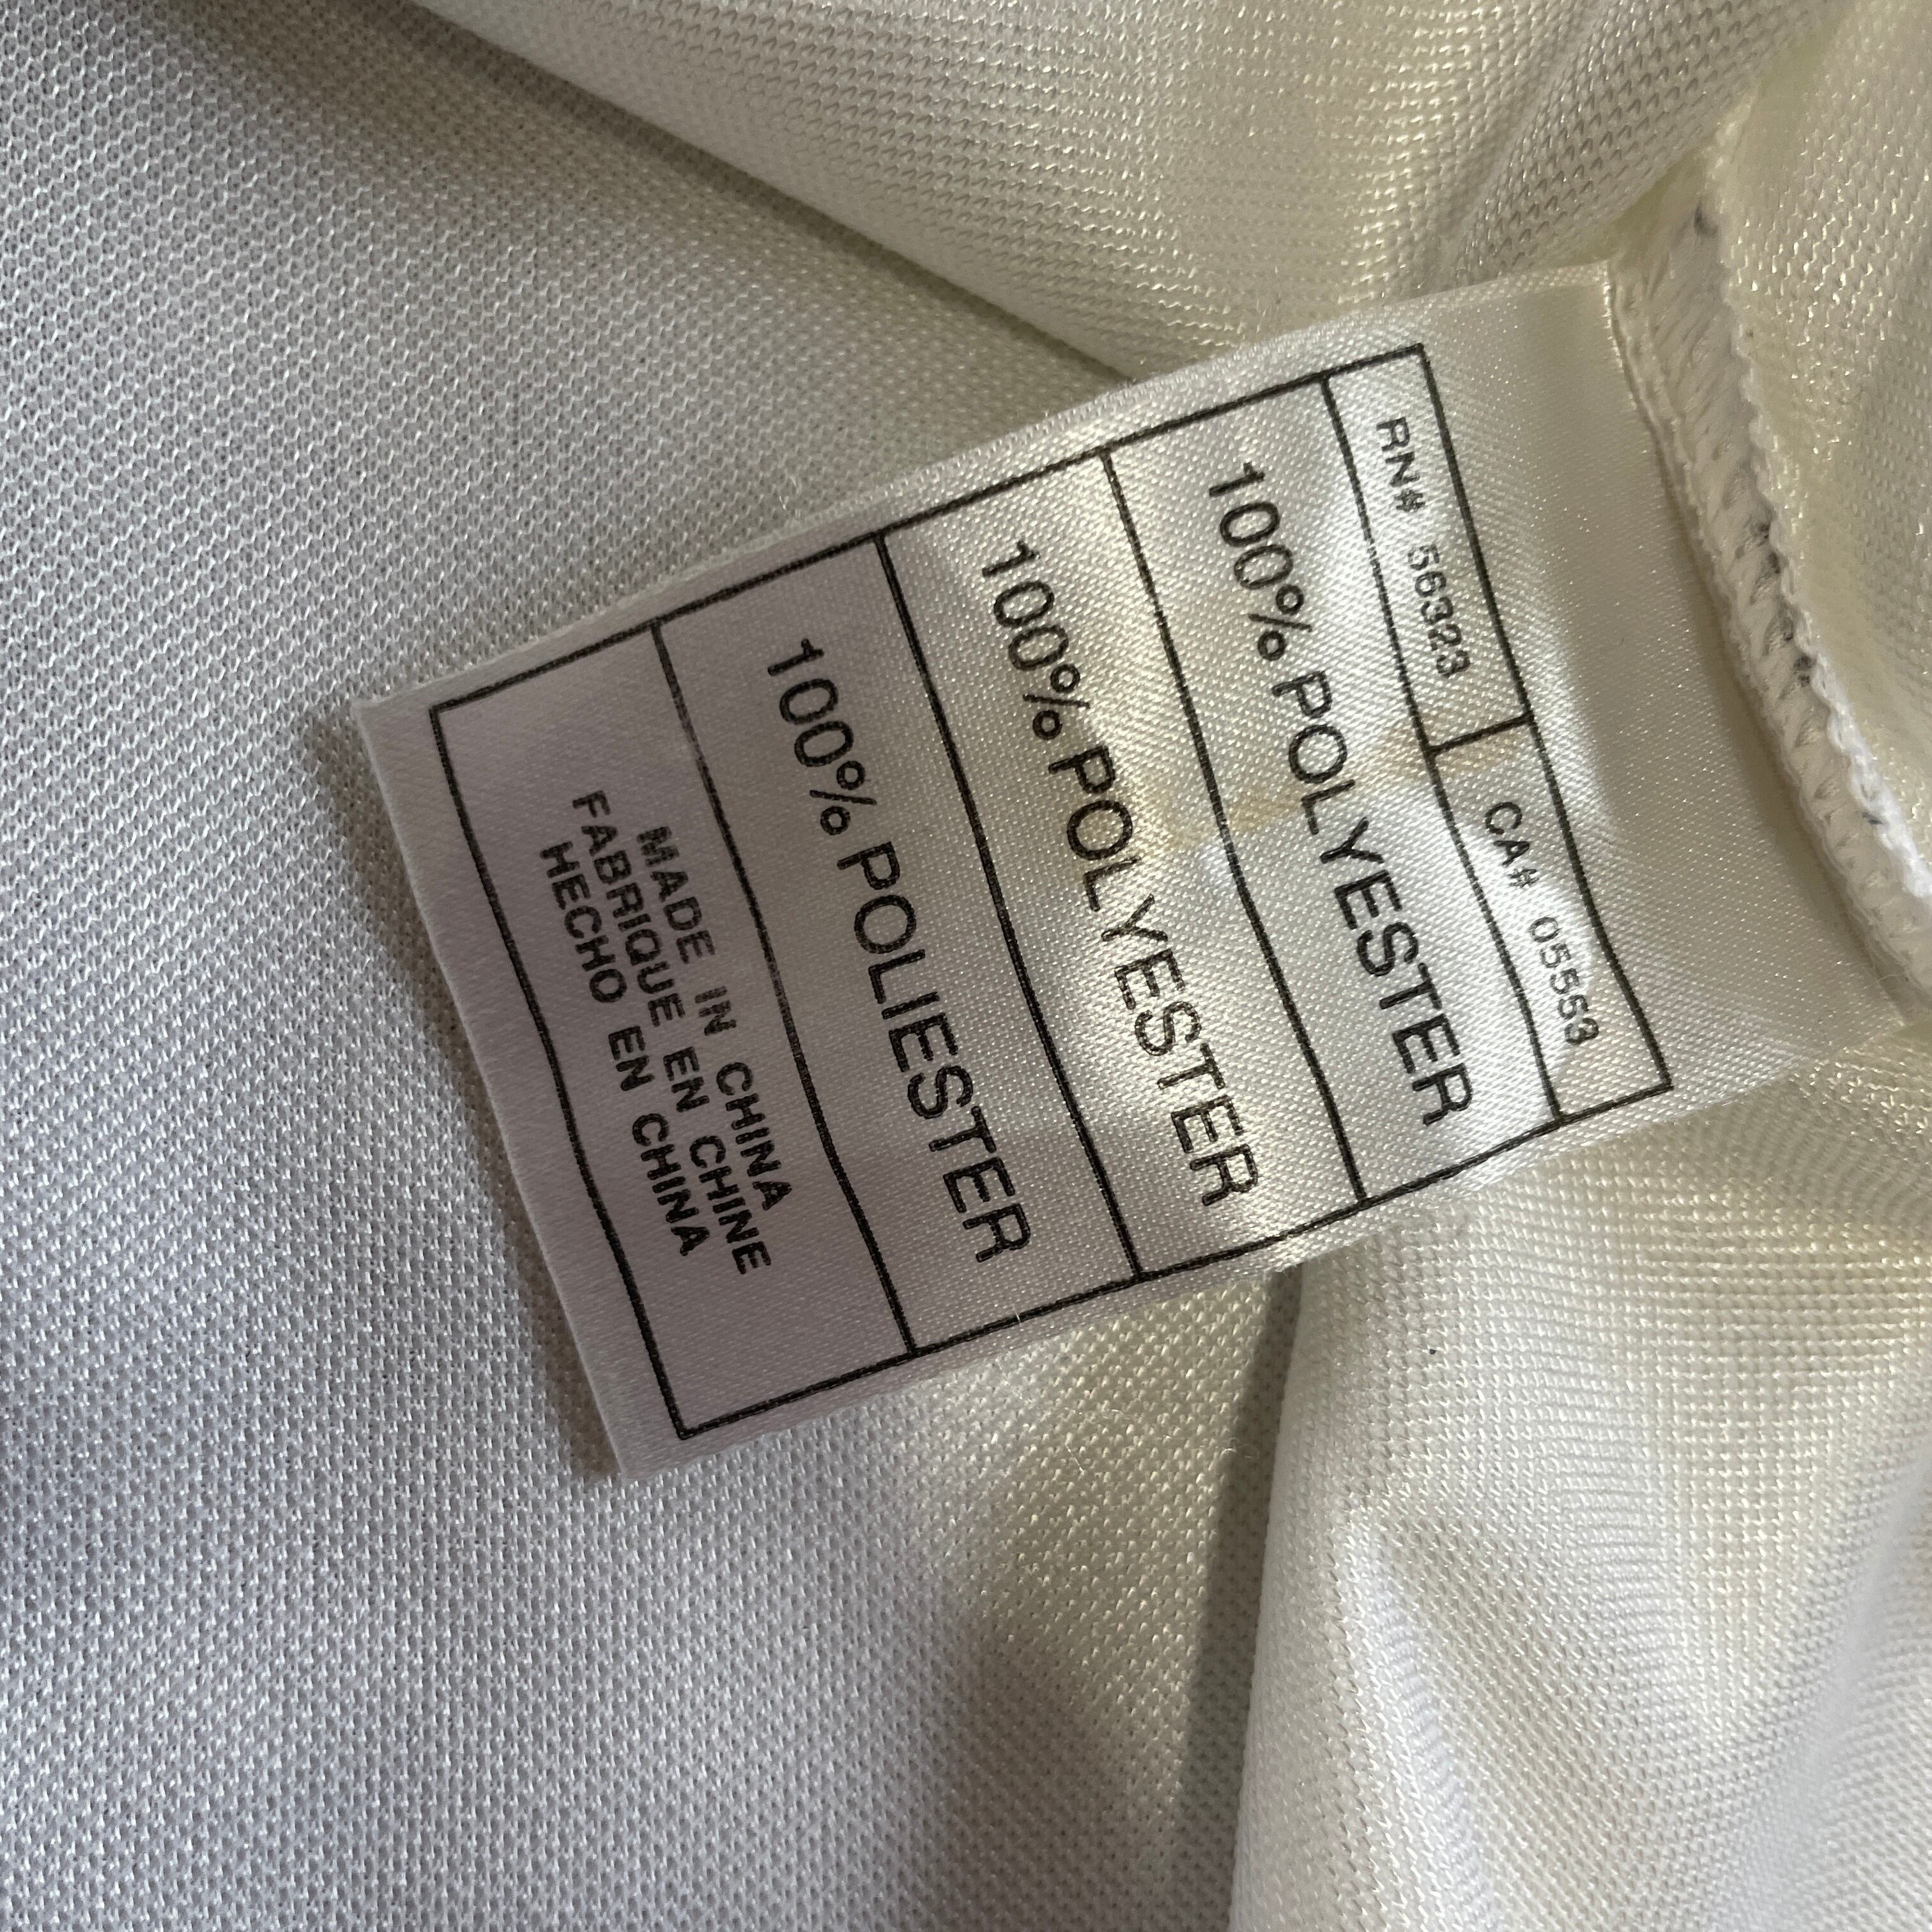 RN# 56323
CA# 05553
100% POLYESTER
100% POLYESTER
100% POLIESTER
MADE IN CHINA
FABRIQUE EN CHINE
HECHO EN CHINA